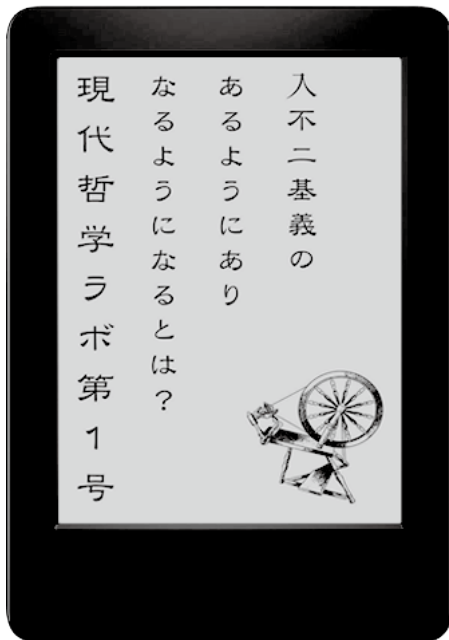 入不二基義の
あるようにあり
なるようになるとは?
現代哲学ラボ第1号